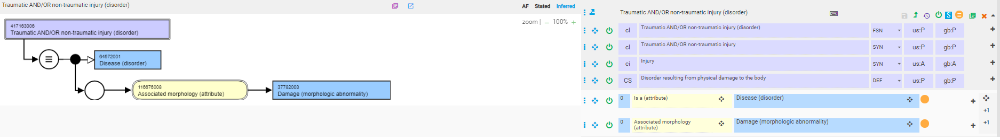 Traumatic AND/OR non-traumatic injury (disorder)
AF Stated Inferred
zoom | − 100% +
417163006
Traumatic AND/OR non-traumatic injury (disorder)
64572001
Disease (disorder)
116676008
Associated morphology (attribute)
37782003
Damage (morphologic abnormality)
Traumatic AND/OR non-traumatic injury (disorder)
S
cI Traumatic AND/OR non-traumatic injury (disorder) FSN us:P gb:P +
cI Traumatic AND/OR non-traumatic injury SYN us:P gb:P +
ci Injury SYN us:A gb:A +
CS Disorder resulting from physical damage to the body DEF us:P gb:P +
0 Is a (attribute) Disease (disorder) +
+1
0 Associated morphology (attribute) Damage (morphologic abnormality) +
+1